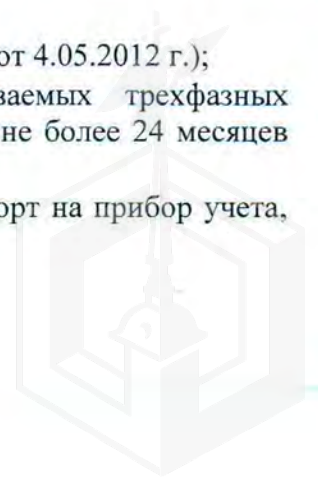 от 4.05.2012 г.);
ваемых трехфазных
не более 24 месяцев
орт на прибор учета,